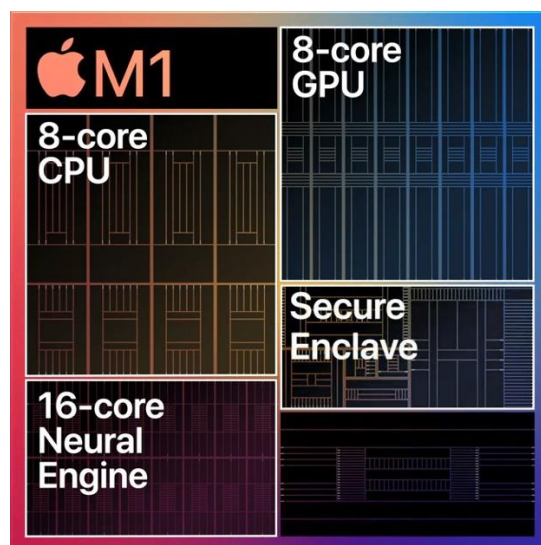 M1
8-core
CPU
16-core
Neural
Engine
8-core
GPU
Secure
Enclave